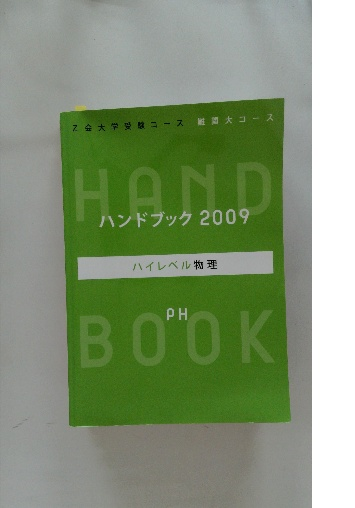 Z会大学受験コース 難関大コース
HAND
ハンドブック 2009
ハイレベル物理
PH
BOOK